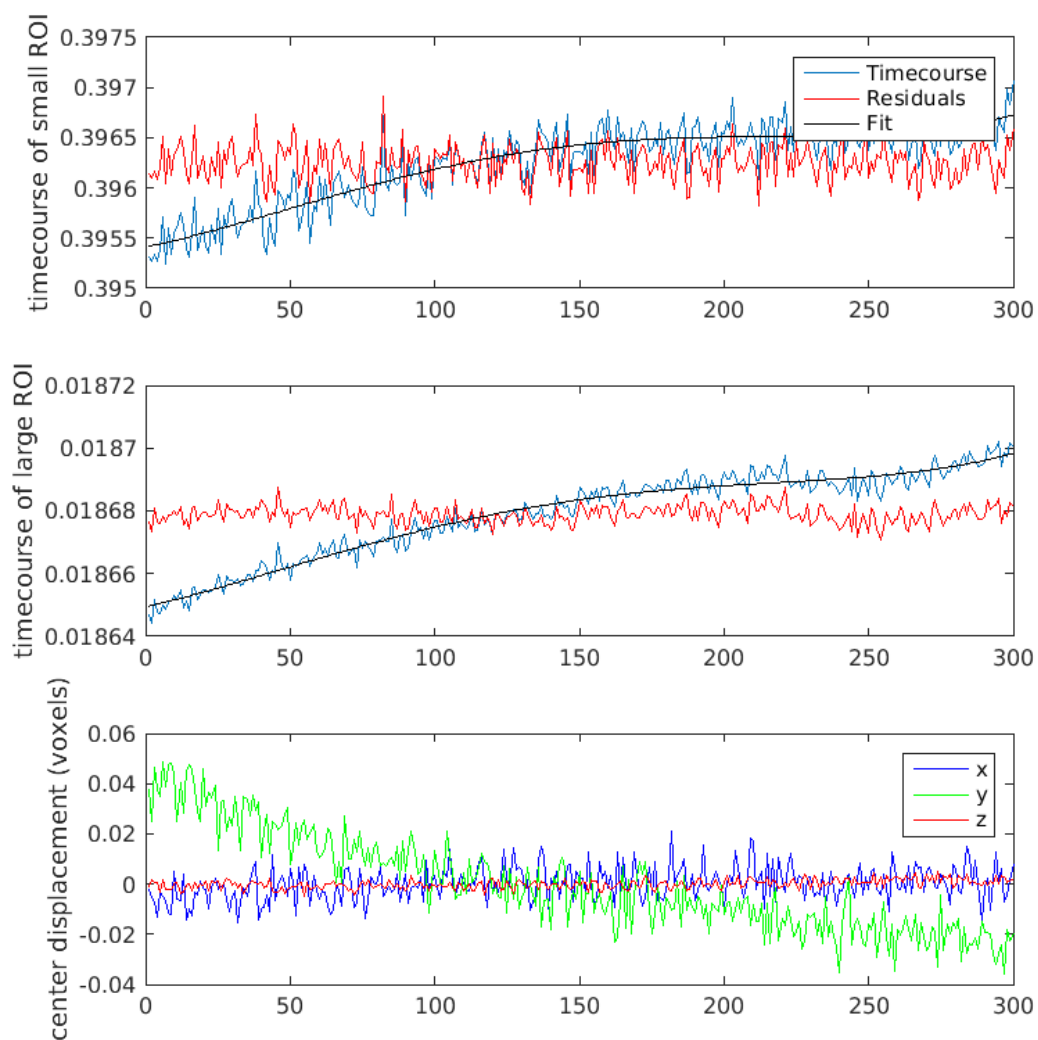 timecourse of small ROI
0.3975
0.397
0.3965
0.396
0.3955
0.395
0 50 100 150 200 250 300
Timecourse
Residuals
Fit
timecourse of large ROI
0.01872
0.0187
0.01868
0.01866
0.01864
0 50 100 150 200 250 300
center displacement (voxels)
0.06
0.04
0.02
0
-0.02
-0.04
0 50 100 150 200 250 300
x
y
z